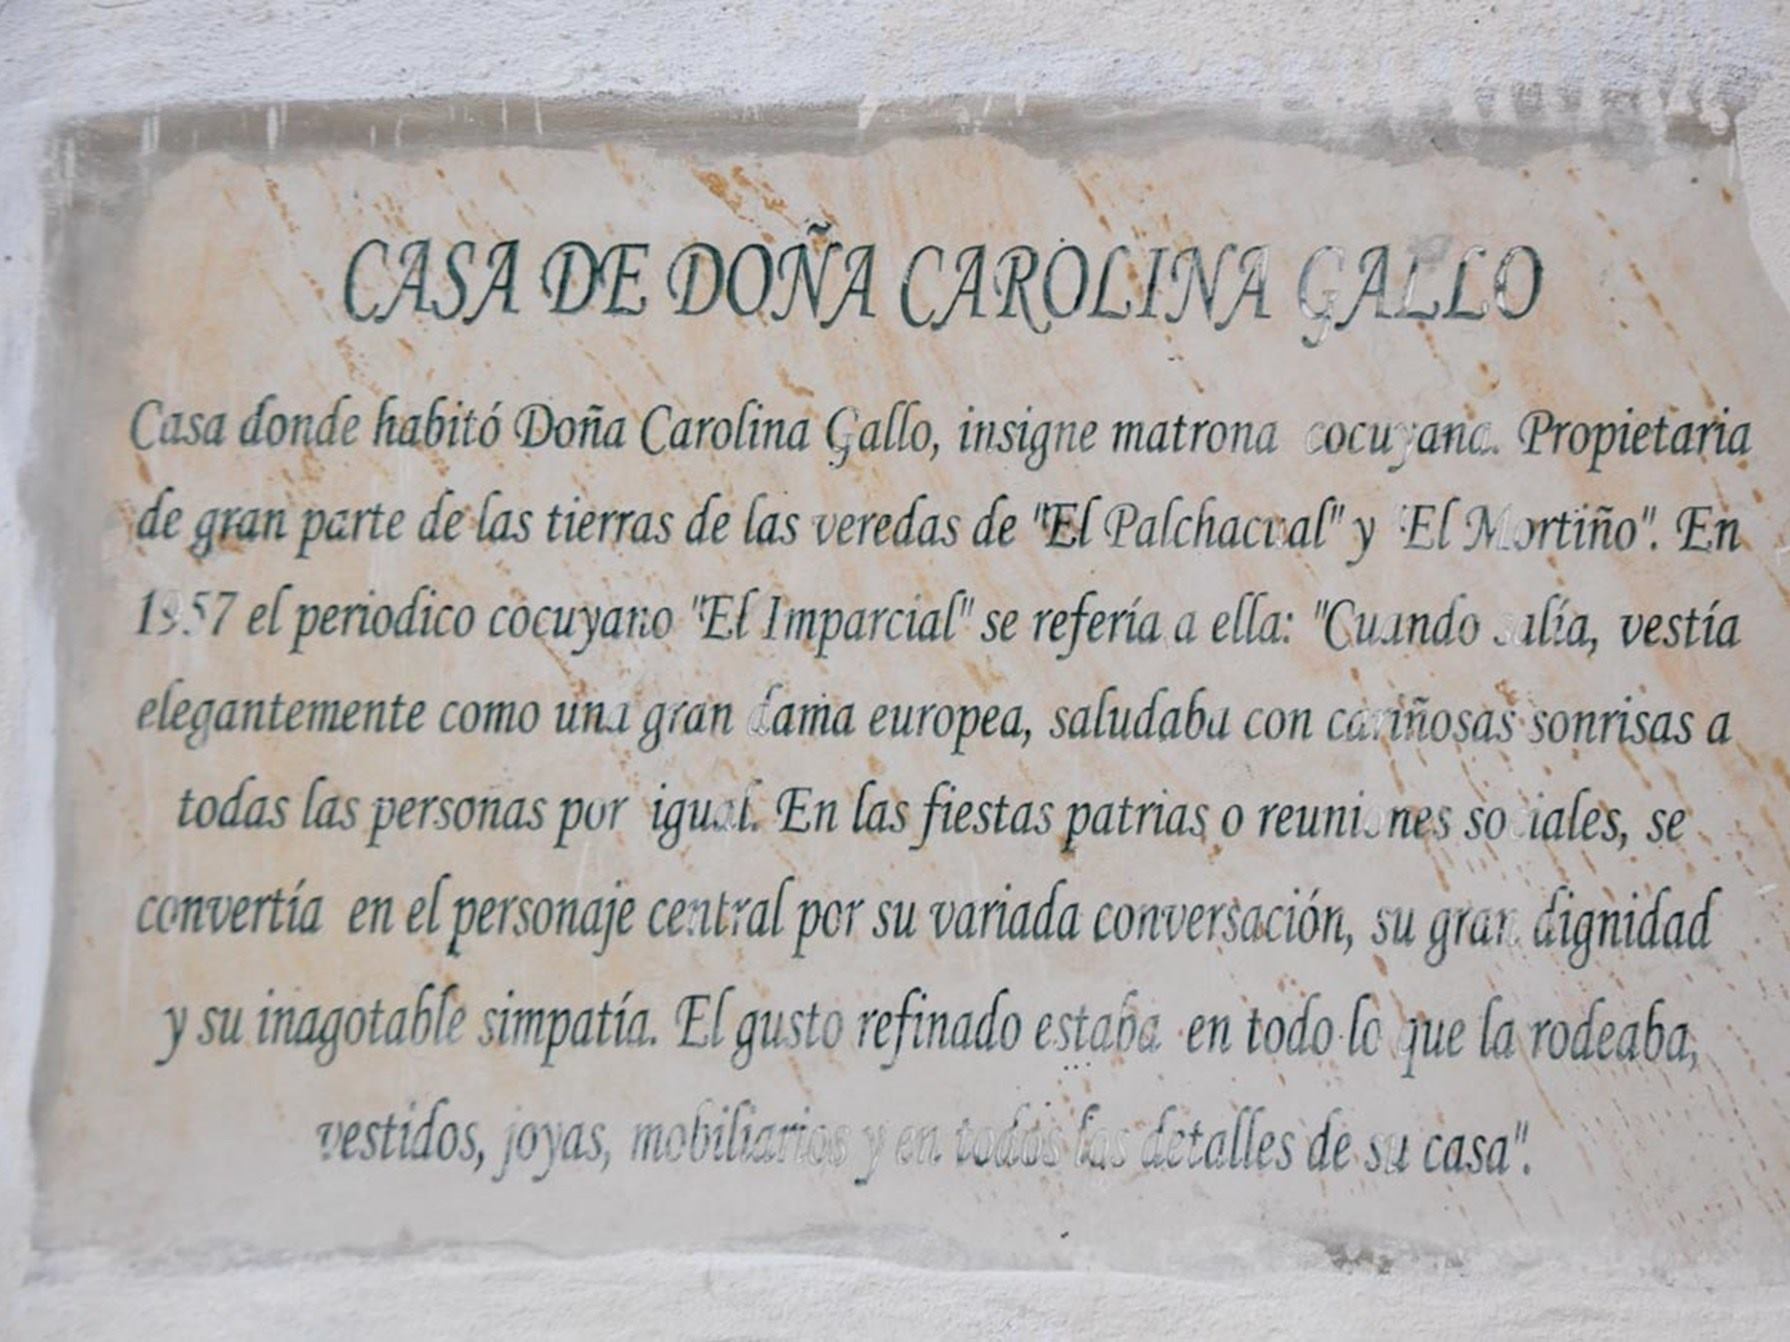 CASA DE DOÑA CAROLINA GALLO
Casa donde habitó Doña Carolina Gallo, insigne matrona cocuyana. Propietaria
de gran parte de las tierras de las veredas de "El Palchacual" y "El Mortiño". En
1957 el periodico cocuyano "El Imparcial" se refería a ella: "Cuando salía, vestía
elegantemente como una gran dama europea, saludaba con cariñosas sonrisas a
todas las personas por igual. En las fiestas patrias o reuniones sociales, se
convertía en el personaje central por su variada conversación, su gran dignidad
y su inagotable simpatía. El gusto refinado estaba en todo lo que la rodeaba,
vestidos, joyas, mobiliarios y en todos los detalles de su casa".